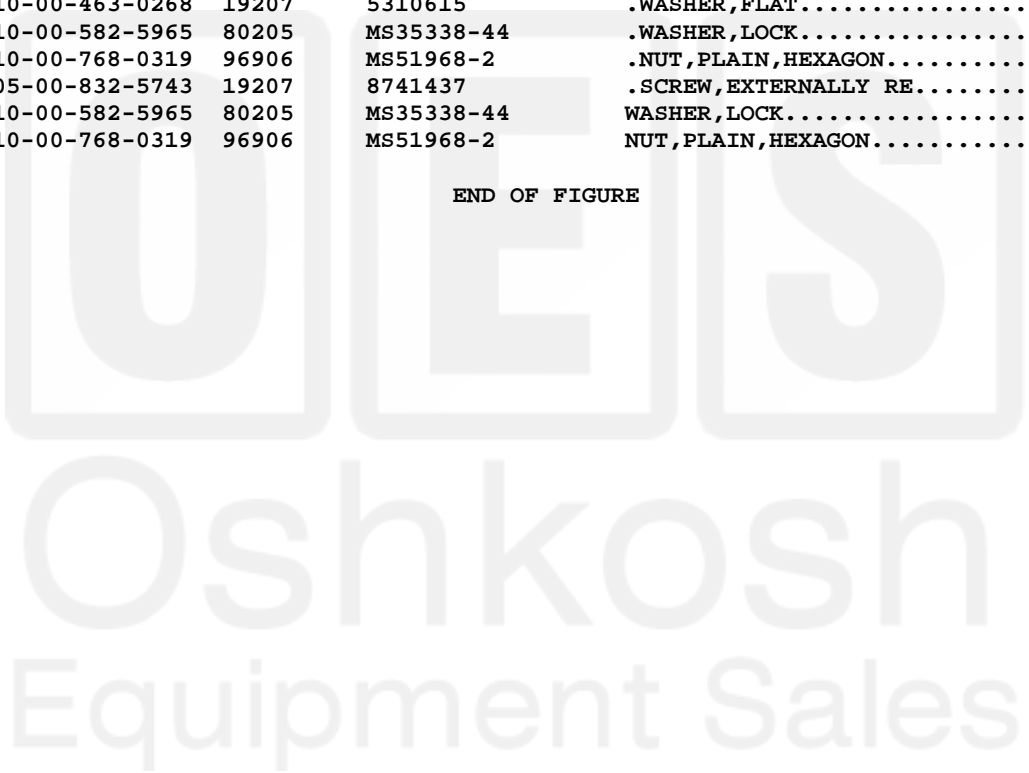 10-00-463-0268 19207 5310615 .WASHER,FLAT................
10-00-582-5965 80205 MS35338-44 .WASHER,LOCK................
10-00-768-0319 96906 MS51968-2 .NUT,PLAIN,HEXAGON..........
05-00-832-5743 19207 8741437 .SCREW,EXTERNALLY RE........
10-00-582-5965 80205 MS35338-44 WASHER,LOCK.................
10-00-768-0319 96906 MS51968-2 NUT,PLAIN,HEXAGON...........
END OF FIGURE
OES
Oshkosh
Equipment Sales